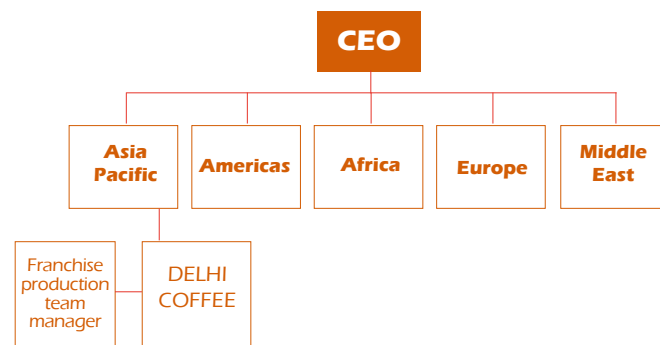 CEO
Asia
Pacific
Americas
Africa
Europe
Middle
East
Franchise
production
team
manager
DELHI
COFFEE